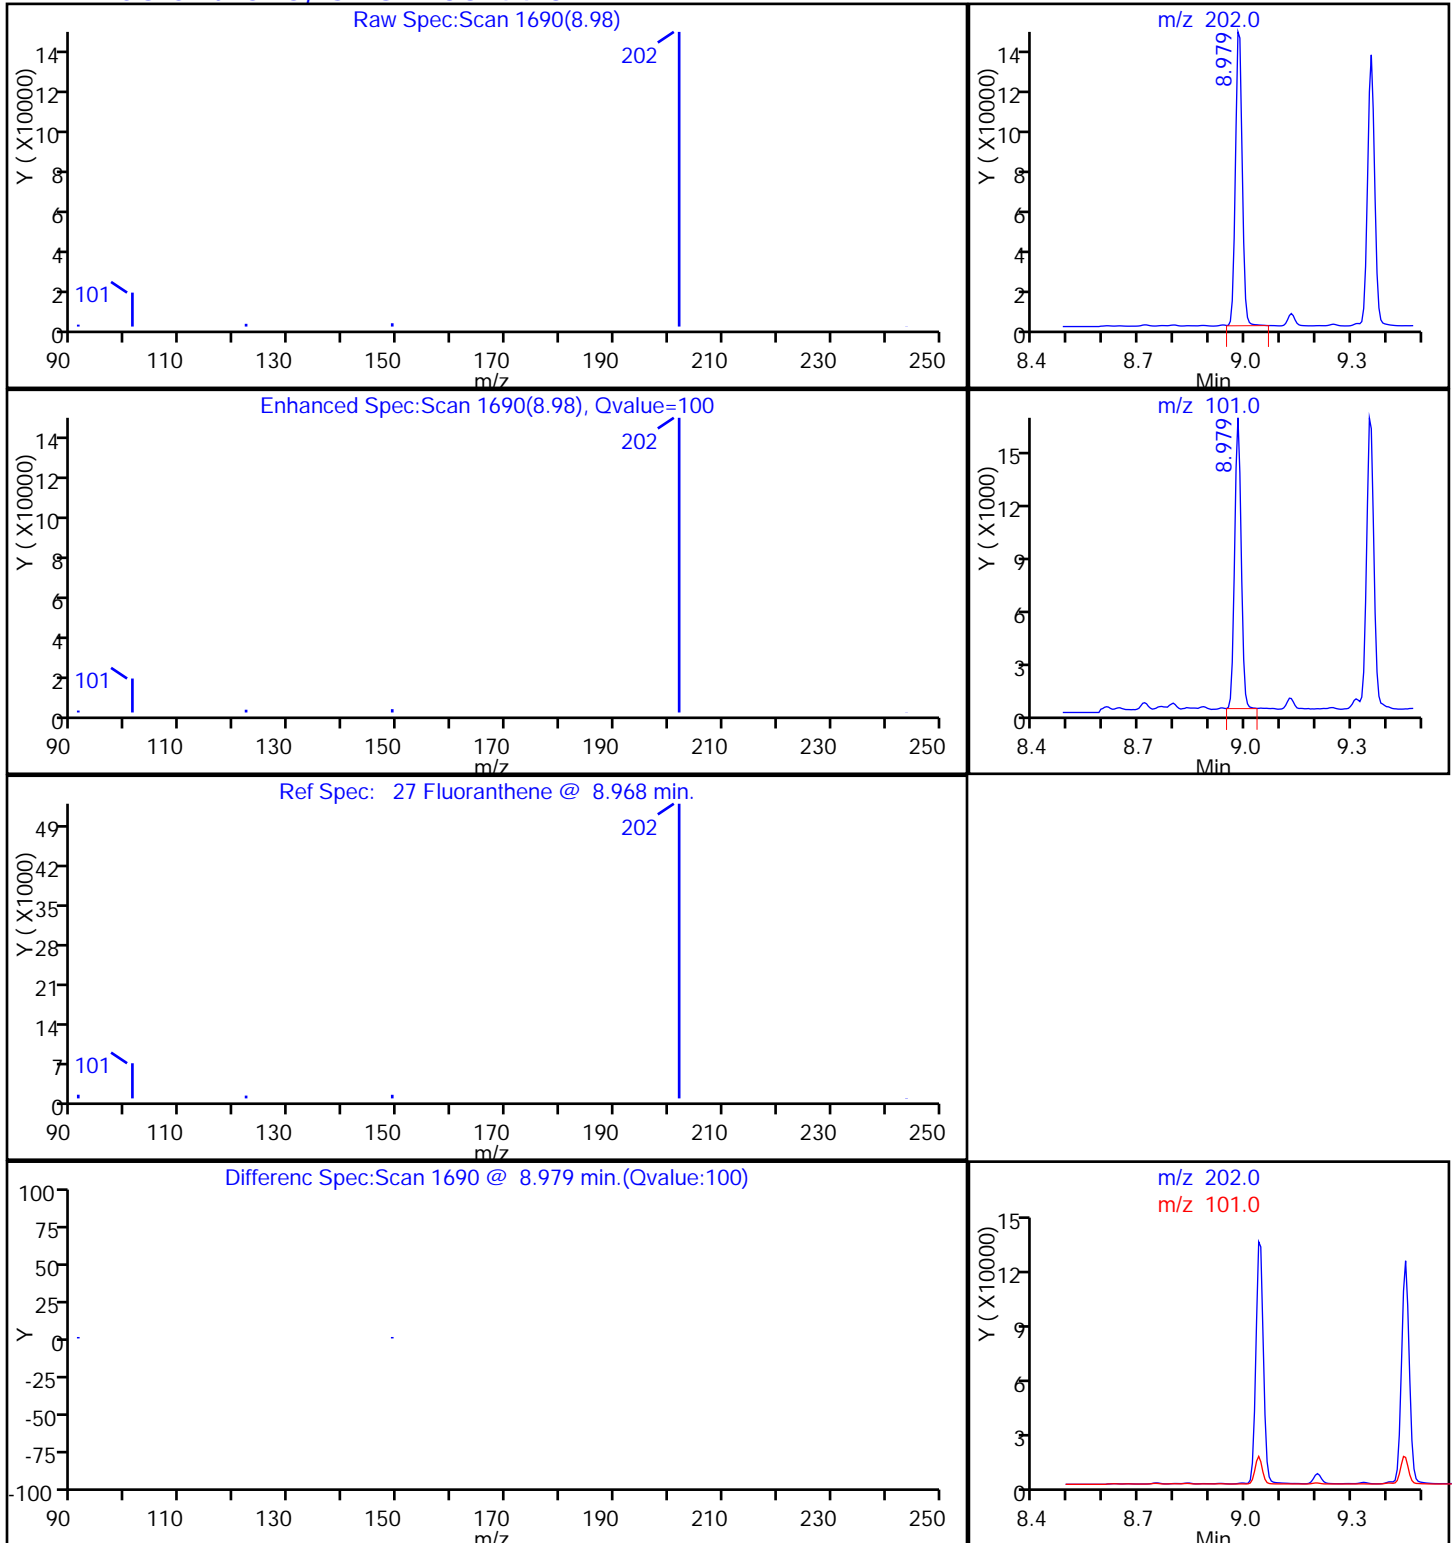 Raw Spec:Scan 1690(8.98)
Y ( X10000)
14
12
10
8
6
4
2
0
202
101
90 110 130 150 170 190 210 230 250
m/z
m/z 202.0
Y ( X10000)
14
12
10
8
6
4
2
0
8.979
8.4 8.7 9.0 9.3
Min
Enhanced Spec:Scan 1690(8.98), Qvalue=100
Y ( X10000)
14
12
10
8
6
4
2
0
202
101
90 110 130 150 170 190 210 230 250
m/z
m/z 101.0
Y ( X1000)
15
12
9
6
3
0
8.979
8.4 8.7 9.0 9.3
Min
Ref Spec: 27 Fluoranthene @ 8.968 min.
Y ( X1000)
49
42
35
28
21
14
7
0
202
101
90 110 130 150 170 190 210 230 250
m/z
Differenc Spec:Scan 1690 @ 8.979 min.(Qvalue:100)
Y
100
75
50
25
0
-25
-50
-75
-100
90 110 130 150 170 190 210 230 250
m/z
m/z 202.0
m/z 101.0
Y ( X10000)
15
12
9
6
3
0
8.4 8.7 9.0 9.3
Min